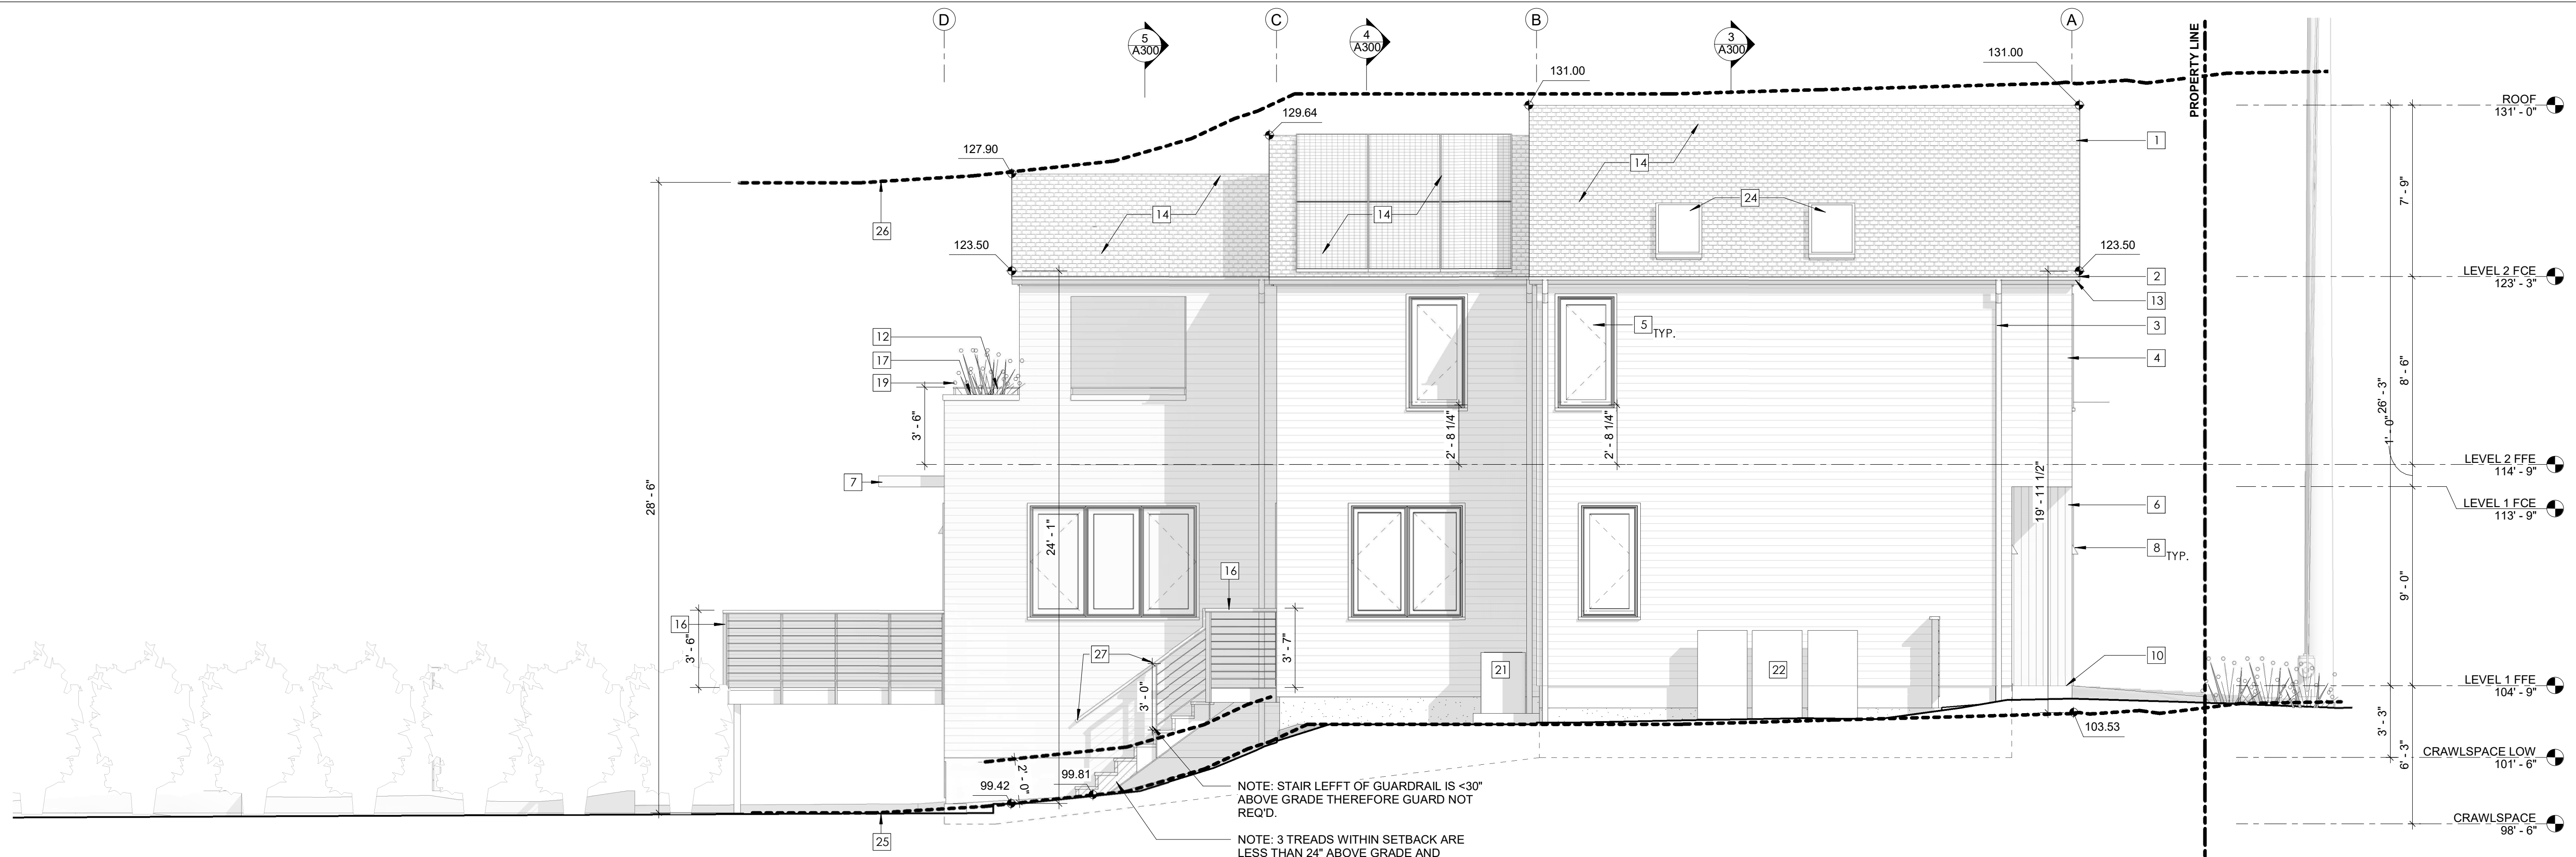 D
C
B
A
5
A300
4
A300
3
A300
PROPERTY LINE
131.00
131.00
129.64
127.90
123.50
123.50
ROOF
131' - 0"
LEVEL 2 FCE
123' - 3"
LEVEL 2 FFE
114' - 9"
LEVEL 1 FCE
113' - 9"
LEVEL 1 FFE
104' - 9"
CRAWLSPACE LOW
101' - 6"
CRAWLSPACE
98' - 6"
7' - 9"
8' - 6"
26' - 3"
1' - 0"
9' - 0"
3' - 3"
6' - 3"
1
2
13
3
4
6
8 TYP.
10
14
14
14
24
26
12
17
19
7
5 TYP.
3' - 6"
28' - 6"
24' - 1"
2' - 8 1/4"
2' - 8 1/4"
19' - 11 1/2"
16
16
3' - 6"
3' - 7"
27
3' - 0"
21
22
2' - 0"
99.42
99.81
103.53
25
NOTE: STAIR LEFFT OF GUARDRAIL IS <30"
ABOVE GRADE THEREFORE GUARD NOT
REQ'D.
NOTE: 3 TREADS WITHIN SETBACK ARE
LESS THAN 24" ABOVE GRADE AND